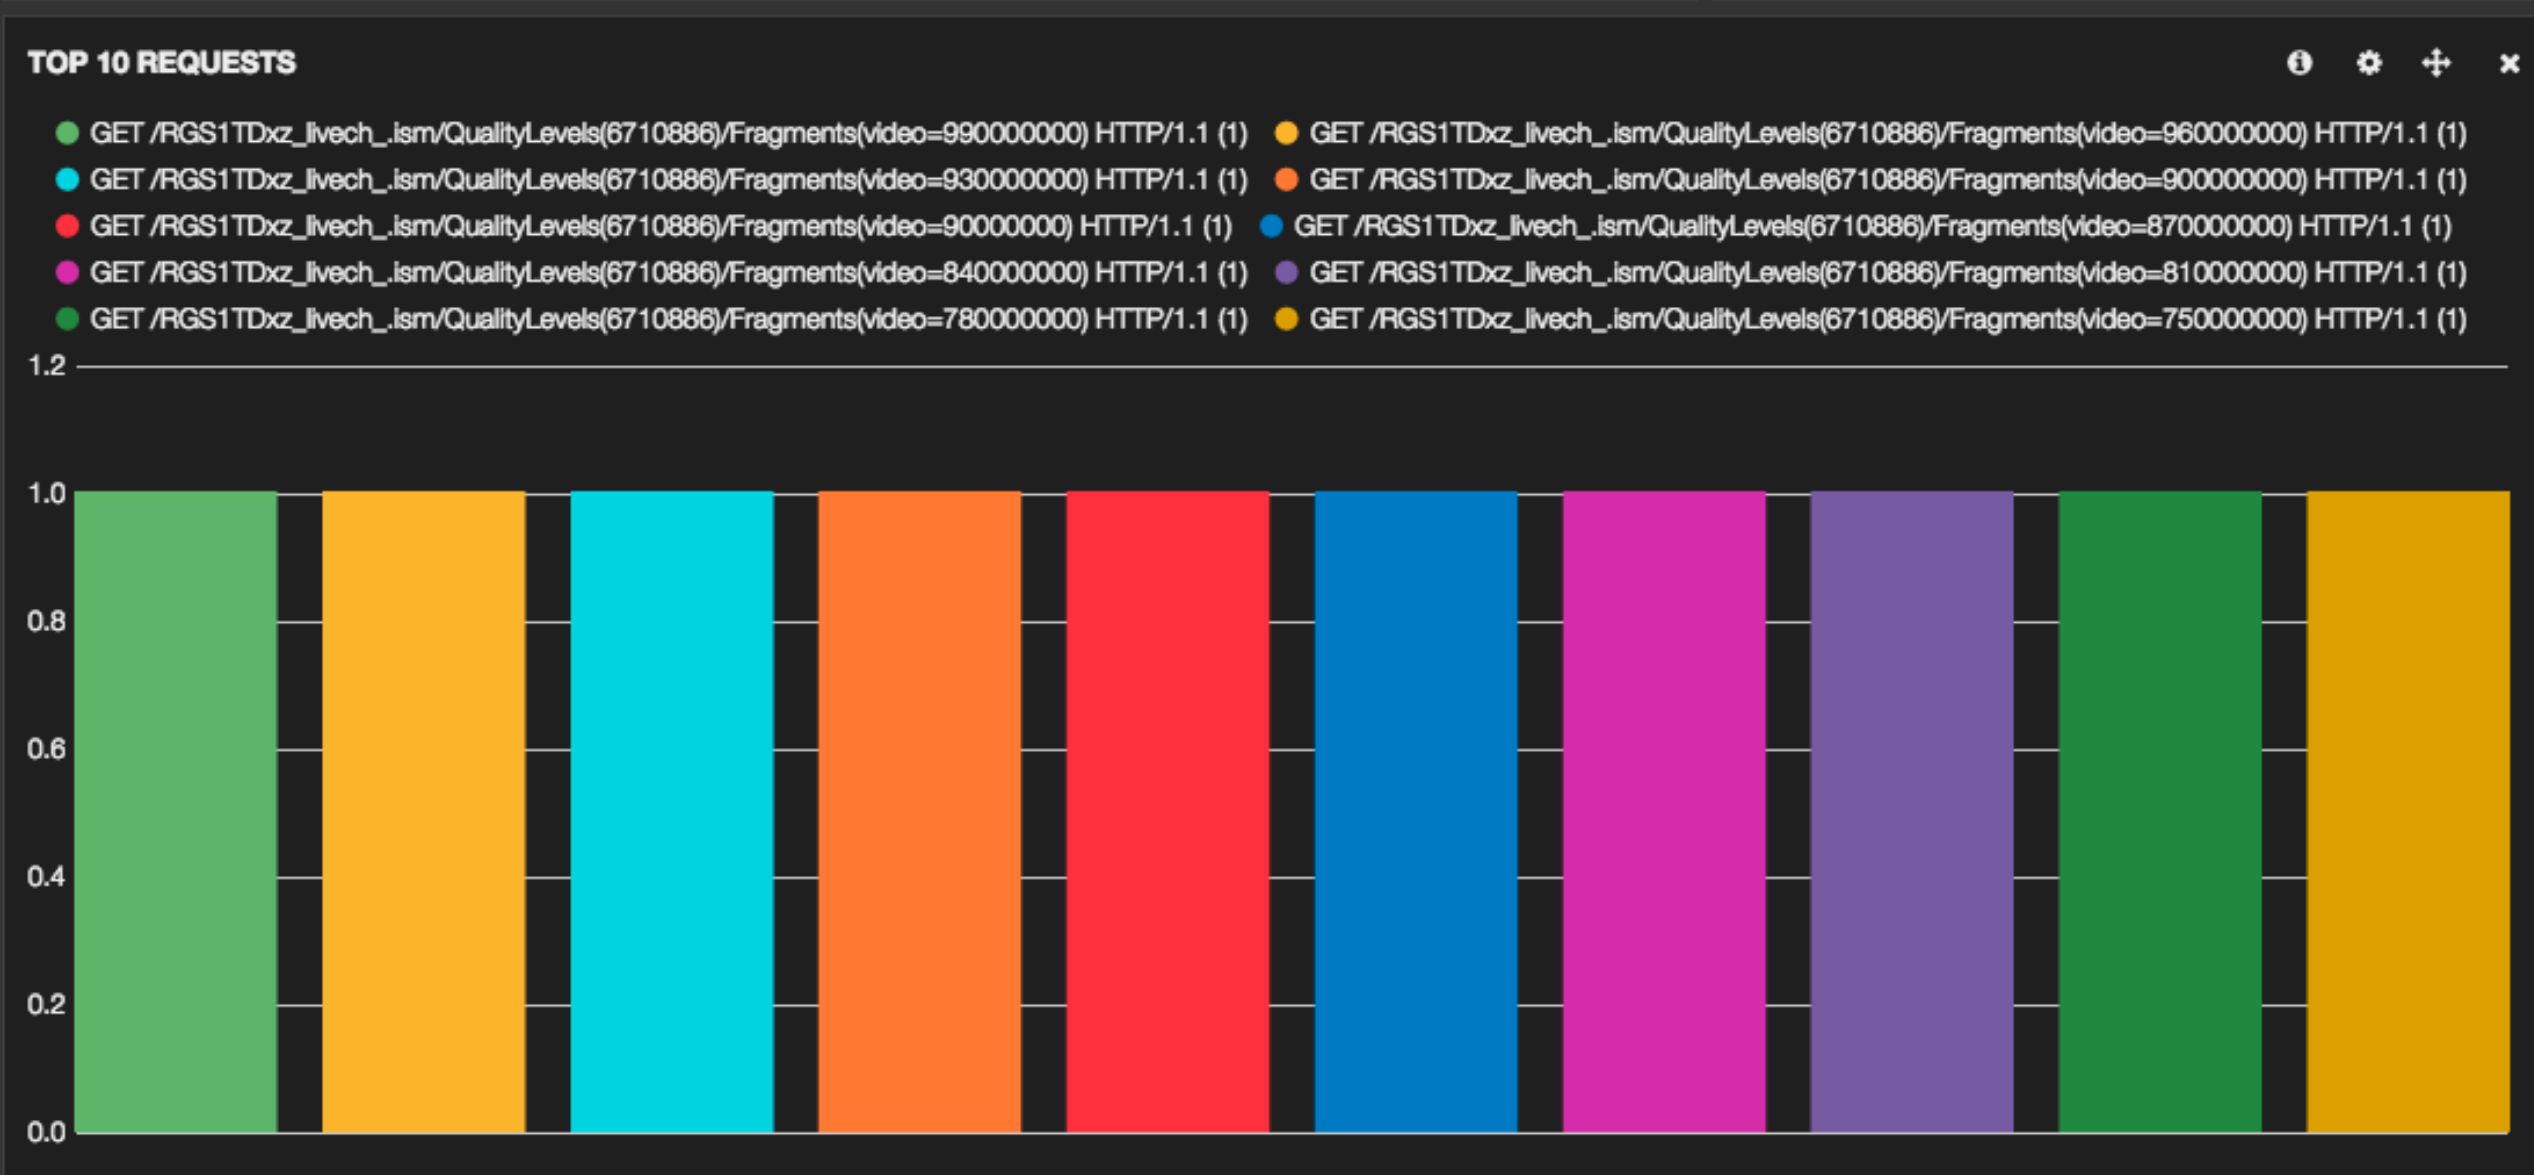 TOP 10 REQUESTS
GET /RGS1TDxz_livech_.ism/QualityLevels(6710886)/Fragments(video=990000000) HTTP/1.1 (1) GET /RGS1TDxz_livech_.ism/QualityLevels(6710886)/Fragments(video=960000000) HTTP/1.1 (1)
GET /RGS1TDxz_livech_.ism/QualityLevels(6710886)/Fragments(video=930000000) HTTP/1.1 (1) GET /RGS1TDxz_livech_.ism/QualityLevels(6710886)/Fragments(video=900000000) HTTP/1.1 (1)
GET /RGS1TDxz_livech_.ism/QualityLevels(6710886)/Fragments(video=90000000) HTTP/1.1 (1) GET /RGS1TDxz_livech_.ism/QualityLevels(6710886)/Fragments(video=870000000) HTTP/1.1 (1)
GET /RGS1TDxz_livech_.ism/QualityLevels(6710886)/Fragments(video=840000000) HTTP/1.1 (1) GET /RGS1TDxz_livech_.ism/QualityLevels(6710886)/Fragments(video=810000000) HTTP/1.1 (1)
GET /RGS1TDxz_livech_.ism/QualityLevels(6710886)/Fragments(video=780000000) HTTP/1.1 (1) GET /RGS1TDxz_livech_.ism/QualityLevels(6710886)/Fragments(video=750000000) HTTP/1.1 (1)
1.2
1.0
0.8
0.6
0.4
0.2
0.0